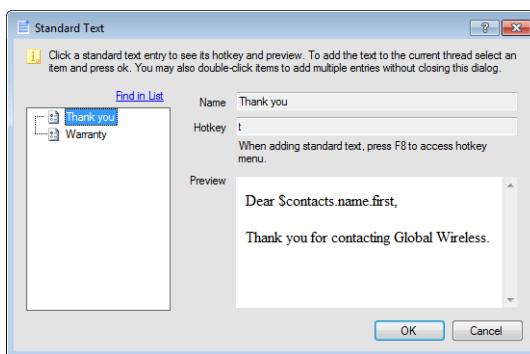 Standard Text
Click a standard text entry to see its hotkey and preview. To add the text to the current thread select an
item and press ok. You may also double-click items to add multiple entries without closing this dialog.
Find in List
Thank you
Warranty
Name
Thank you
Hotkey
t
When adding standard text, press F8 to access hotkey
menu.
Preview
Dear $contacts.name.first,
Thank you for contacting Global Wireless.
OK
Cancel